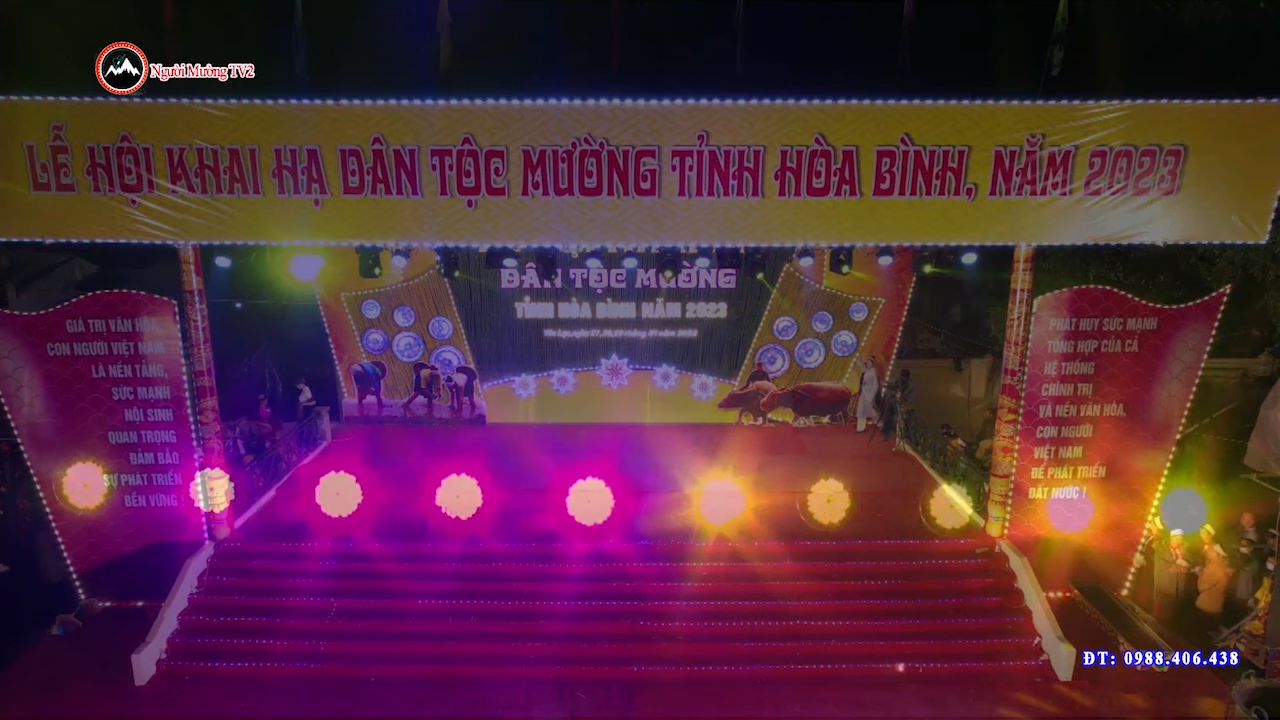 Người Mường TV2
LỄ HỘI KHAI HẠ DÂN TỘC MƯỜNG TỈNH HÒA BÌNH, NĂM 2023
DÂN TỘC MƯỜNG
TỈNH HÒA BÌNH NĂM 2023
GIÁ TRỊ VĂN HÓA,
CON NGƯỜI VIỆT NAM
LÀ NỀN TẢNG,
SỨC MẠNH
NỘI SINH
QUAN TRỌNG
ĐẢM BẢO
SỰ PHÁT TRIỂN
BỀN VỮNG !
PHÁT HUY SỨC MẠNH
TỔNG HỢP CỦA CẢ
HỆ THỐNG
CHÍNH TRỊ
VÀ NỀN VĂN HÓA,
CON NGƯỜI
VIỆT NAM
ĐỂ PHÁT TRIỂN
ĐẤT NƯỚC !
ĐT: 0988.406.438